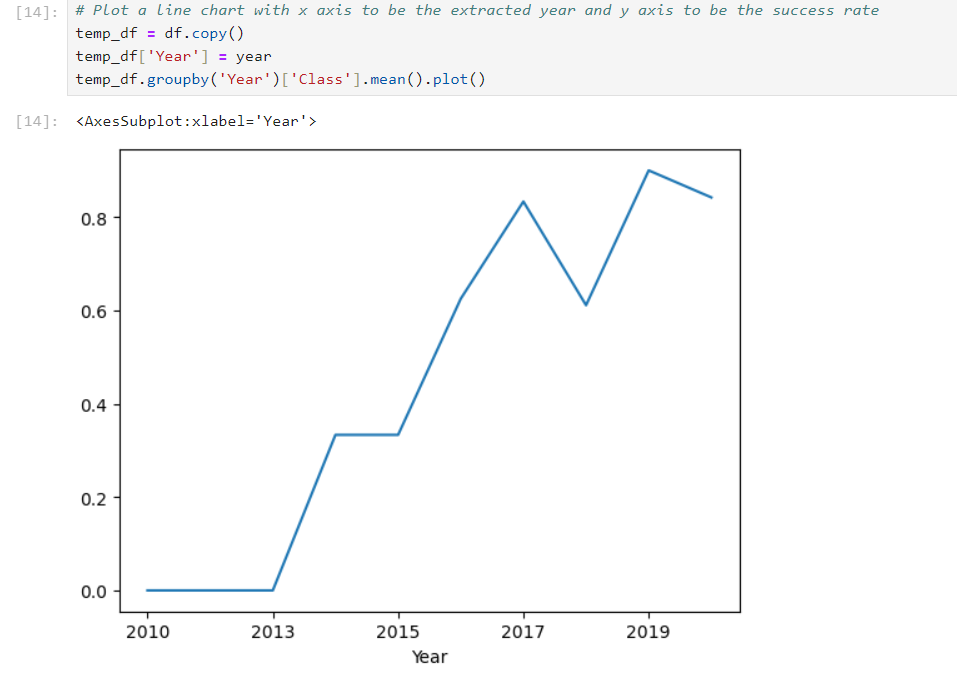 [14]: # Plot a line chart with x axis to be the extracted year and y axis to be the success rate
temp_df = df.copy()
temp_df['Year'] = year
temp_df.groupby('Year')['Class'].mean().plot()
[14]: <AxesSubplot:xlabel='Year'>
0.8
0.6
0.4
0.2
0.0
2010 2013 2015 2017 2019
Year